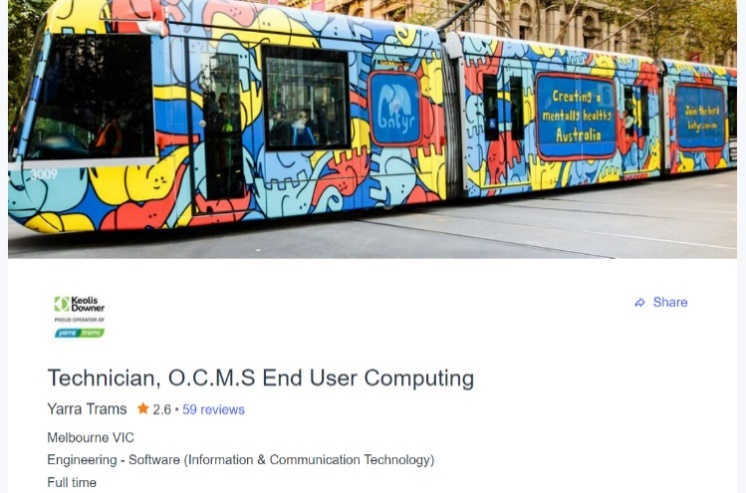 3009
batyr
Creating a
mentally healthy
Australia
Join the herd
batyr.com.au
Keolis
Downer
PROUD OPERATOR OF
yarra trams
Share
Technician, O.C.M.S End User Computing
Yarra Trams 2.6 • 59 reviews
Melbourne VIC
Engineering - Software (Information & Communication Technology)
Full time